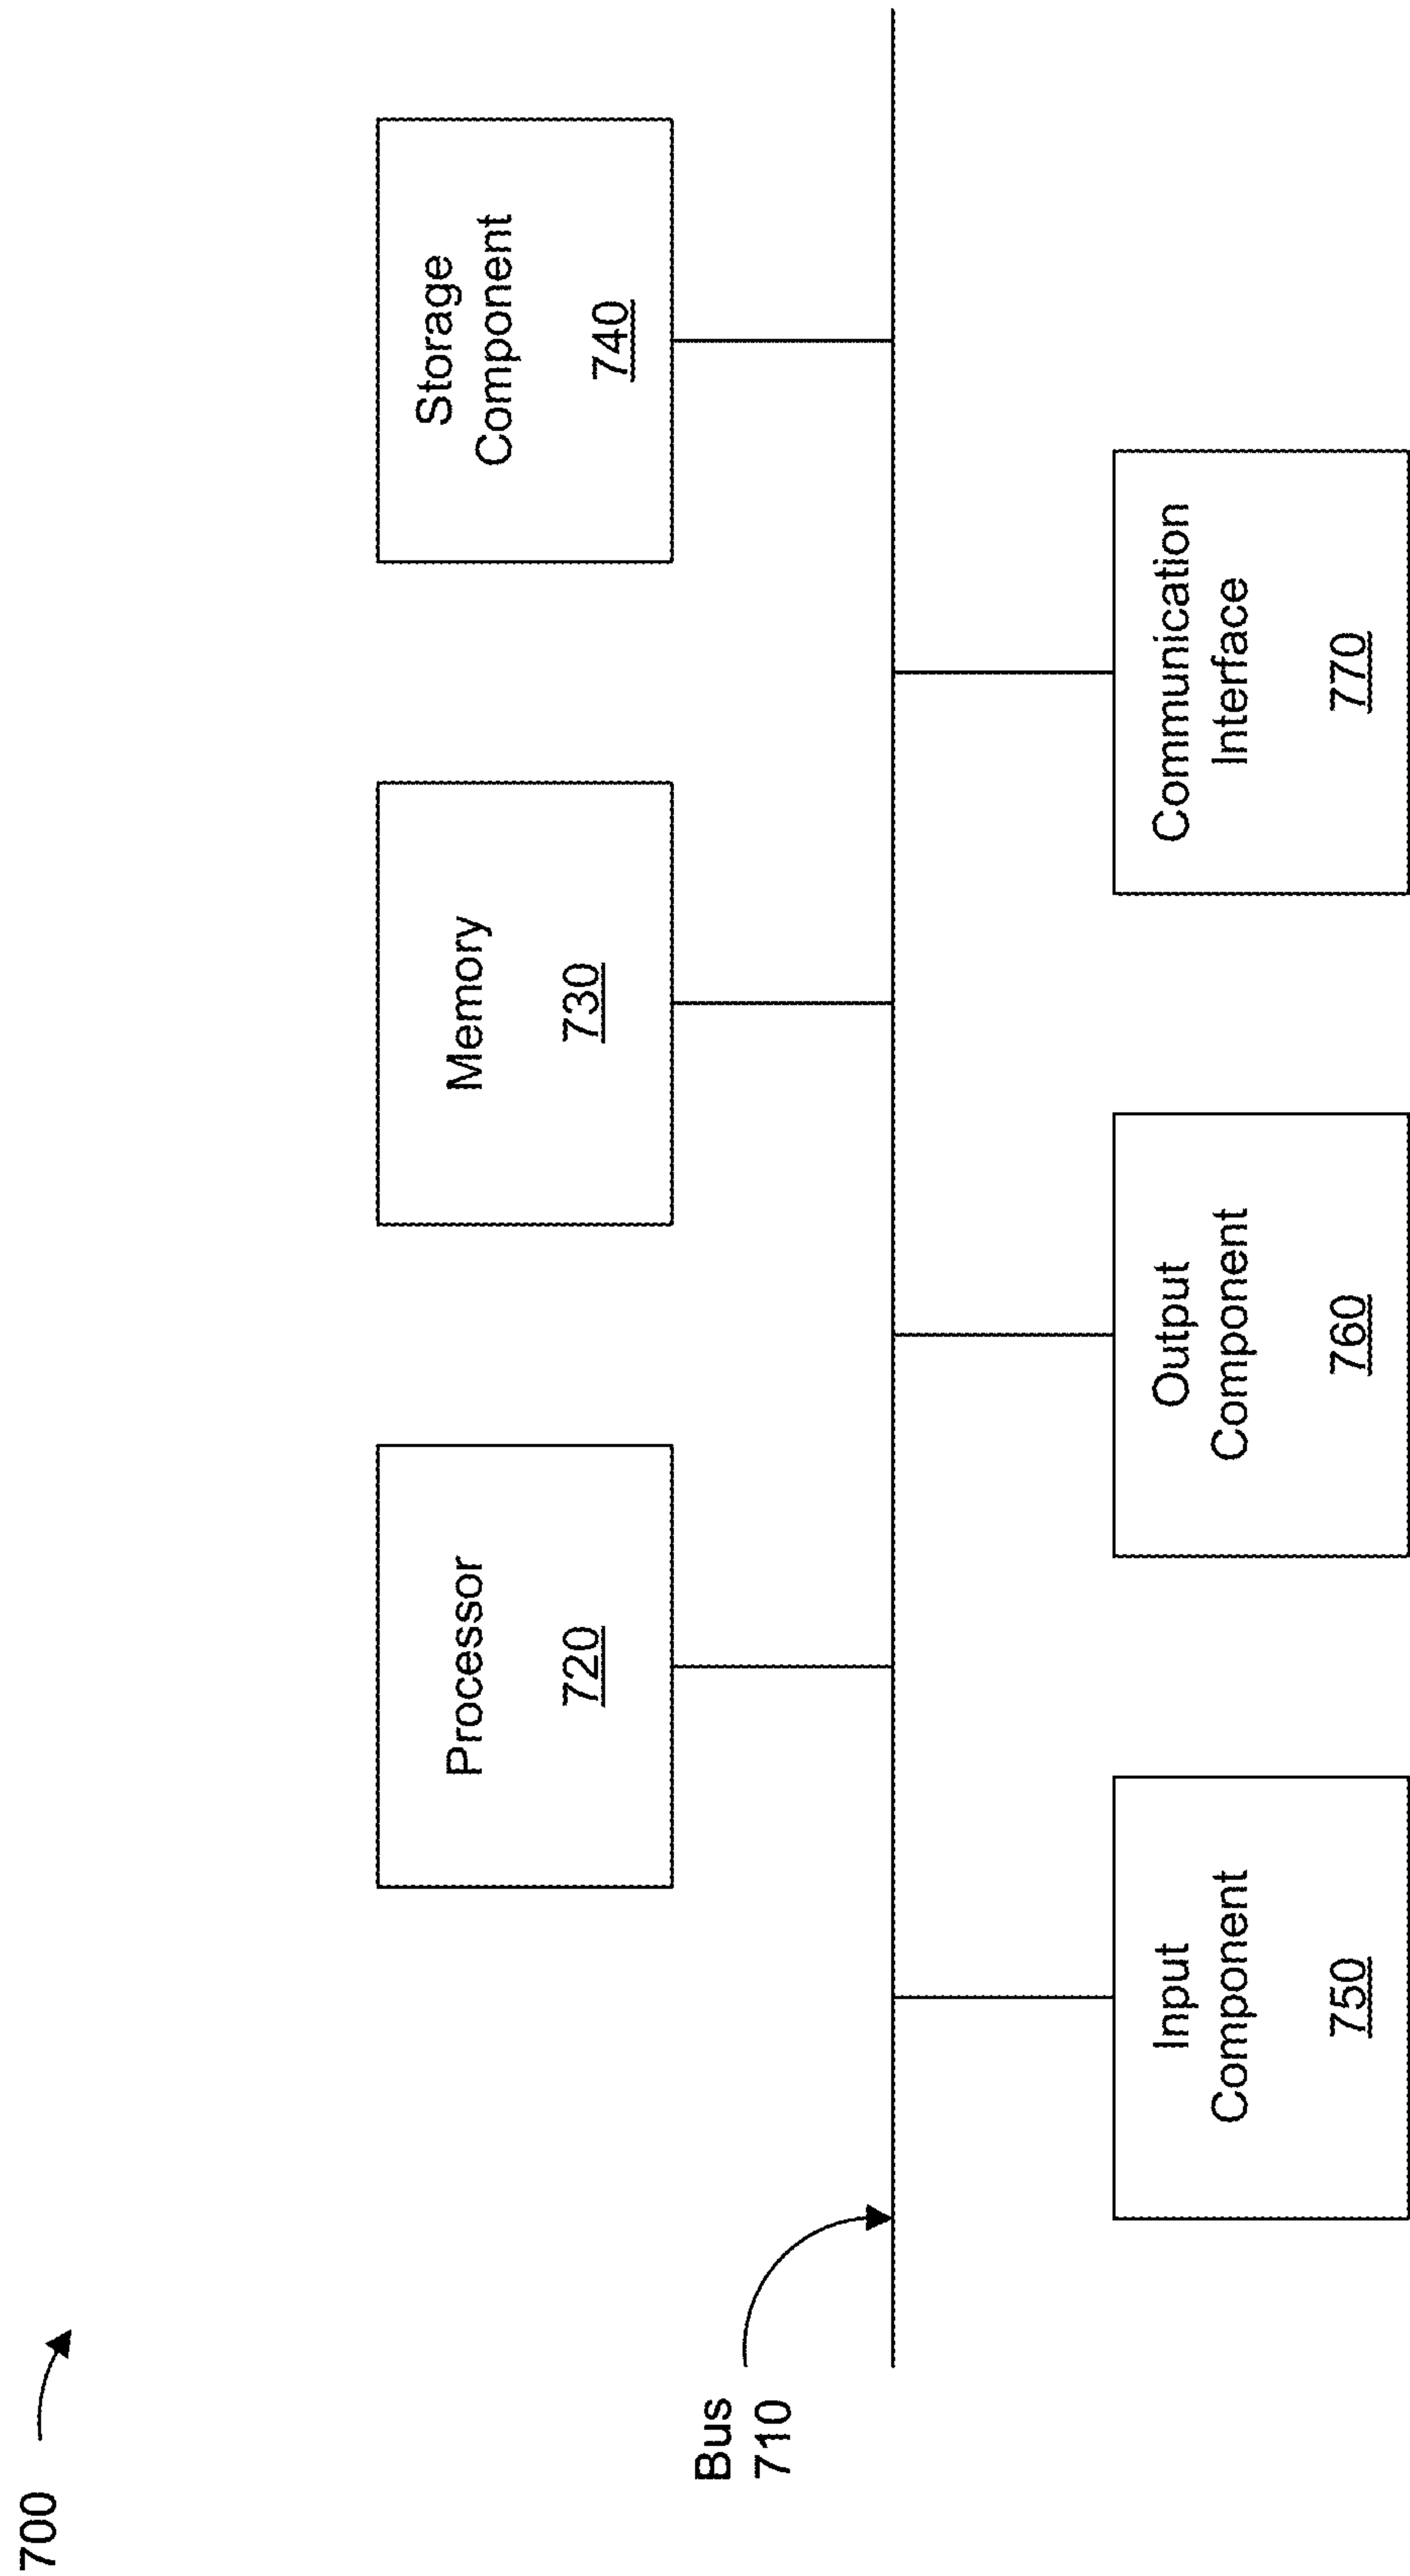 700
Processor
720
Memory
730
Storage
Component
740
Bus
710
Input
Component
750
Output
Component
760
Communication
Interface
770